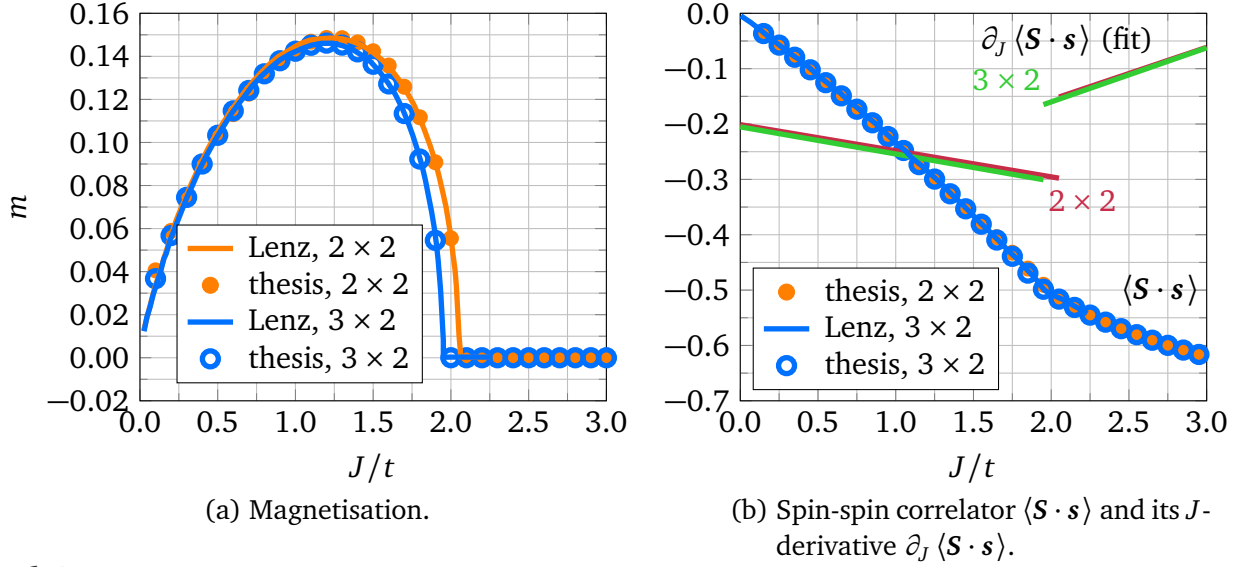 0.16
0.14
0.12
0.10
0.08
0.06
0.04
0.02
0.00
−0.02
m
0.0 0.5 1.0 1.5 2.0 2.5 3.0
J/t
Lenz, 2 × 2
thesis, 2 × 2
Lenz, 3 × 2
thesis, 3 × 2
(a) Magnetisation.
0.0
−0.1
−0.2
−0.3
−0.4
−0.5
−0.6
−0.7
0.0 0.5 1.0 1.5 2.0 2.5 3.0
J/t
∂J ⟨S · s⟩ (fit)
3 × 2
2 × 2
⟨S · s⟩
thesis, 2 × 2
Lenz, 3 × 2
thesis, 3 × 2
(b) Spin-spin correlator ⟨S · s⟩ and its J-
derivative ∂J ⟨S · s⟩.